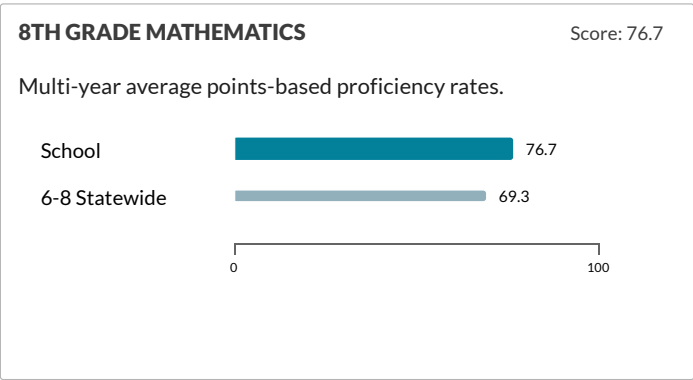 8TH GRADE MATHEMATICS Score: 76.7
Multi-year average points-based proficiency rates.
School 76.7
6-8 Statewide 69.3
0 100